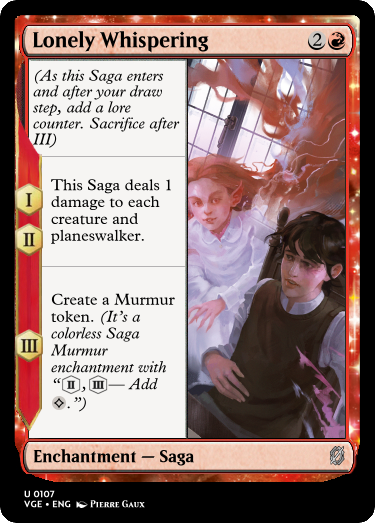 Lonely Whispering 2
(As this Saga enters
and after your draw
step, add a lore
counter. Sacrifice after
III)
I
II
This Saga deals 1
damage to each
creature and
planeswalker.
III
Create a Murmur
token. (It's a
colorless Saga
Murmur
enchantment with
“II, III— Add
.”)
Enchantment — Saga
U 0107
VGE • ENG Pierre Gaux